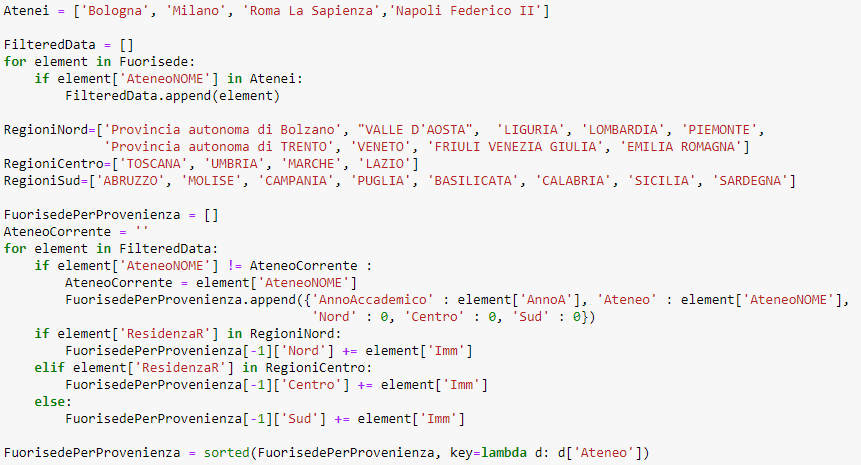 Atenei = ['Bologna', 'Milano', 'Roma La Sapienza','Napoli Federico II']

FilteredData = []
for element in Fuorisede:
    if element['AteneoNOME'] in Atenei:
        FilteredData.append(element)

RegioniNord=['Provincia autonoma di Bolzano', "VALLE D'AOSTA",  'LIGURIA', 'LOMBARDIA', 'PIEMONTE',
             'Provincia autonoma di TRENTO', 'VENETO', 'FRIULI VENEZIA GIULIA', 'EMILIA ROMAGNA']
RegioniCentro=['TOSCANA', 'UMBRIA', 'MARCHE', 'LAZIO']
RegioniSud=['ABRUZZO', 'MOLISE', 'CAMPANIA', 'PUGLIA', 'BASILICATA', 'CALABRIA', 'SICILIA', 'SARDEGNA']

FuorisedePerProvenienza = []
AteneoCorrente = ''
for element in FilteredData:
    if element['AteneoNOME'] != AteneoCorrente :
        AteneoCorrente = element['AteneoNOME']
        FuorisedePerProvenienza.append({'AnnoAccademico' : element['AnnoA'], 'Ateneo' : element['AteneoNOME'],
                                        'Nord' : 0, 'Centro' : 0, 'Sud' : 0})
    if element['ResidenzaR'] in RegioniNord:
        FuorisedePerProvenienza[-1]['Nord'] += element['Imm']
    elif element['ResidenzaR'] in RegioniCentro:
        FuorisedePerProvenienza[-1]['Centro'] += element['Imm']
    else:
        FuorisedePerProvenienza[-1]['Sud'] += element['Imm']

FuorisedePerProvenienza = sorted(FuorisedePerProvenienza, key=lambda d: d['Ateneo'])